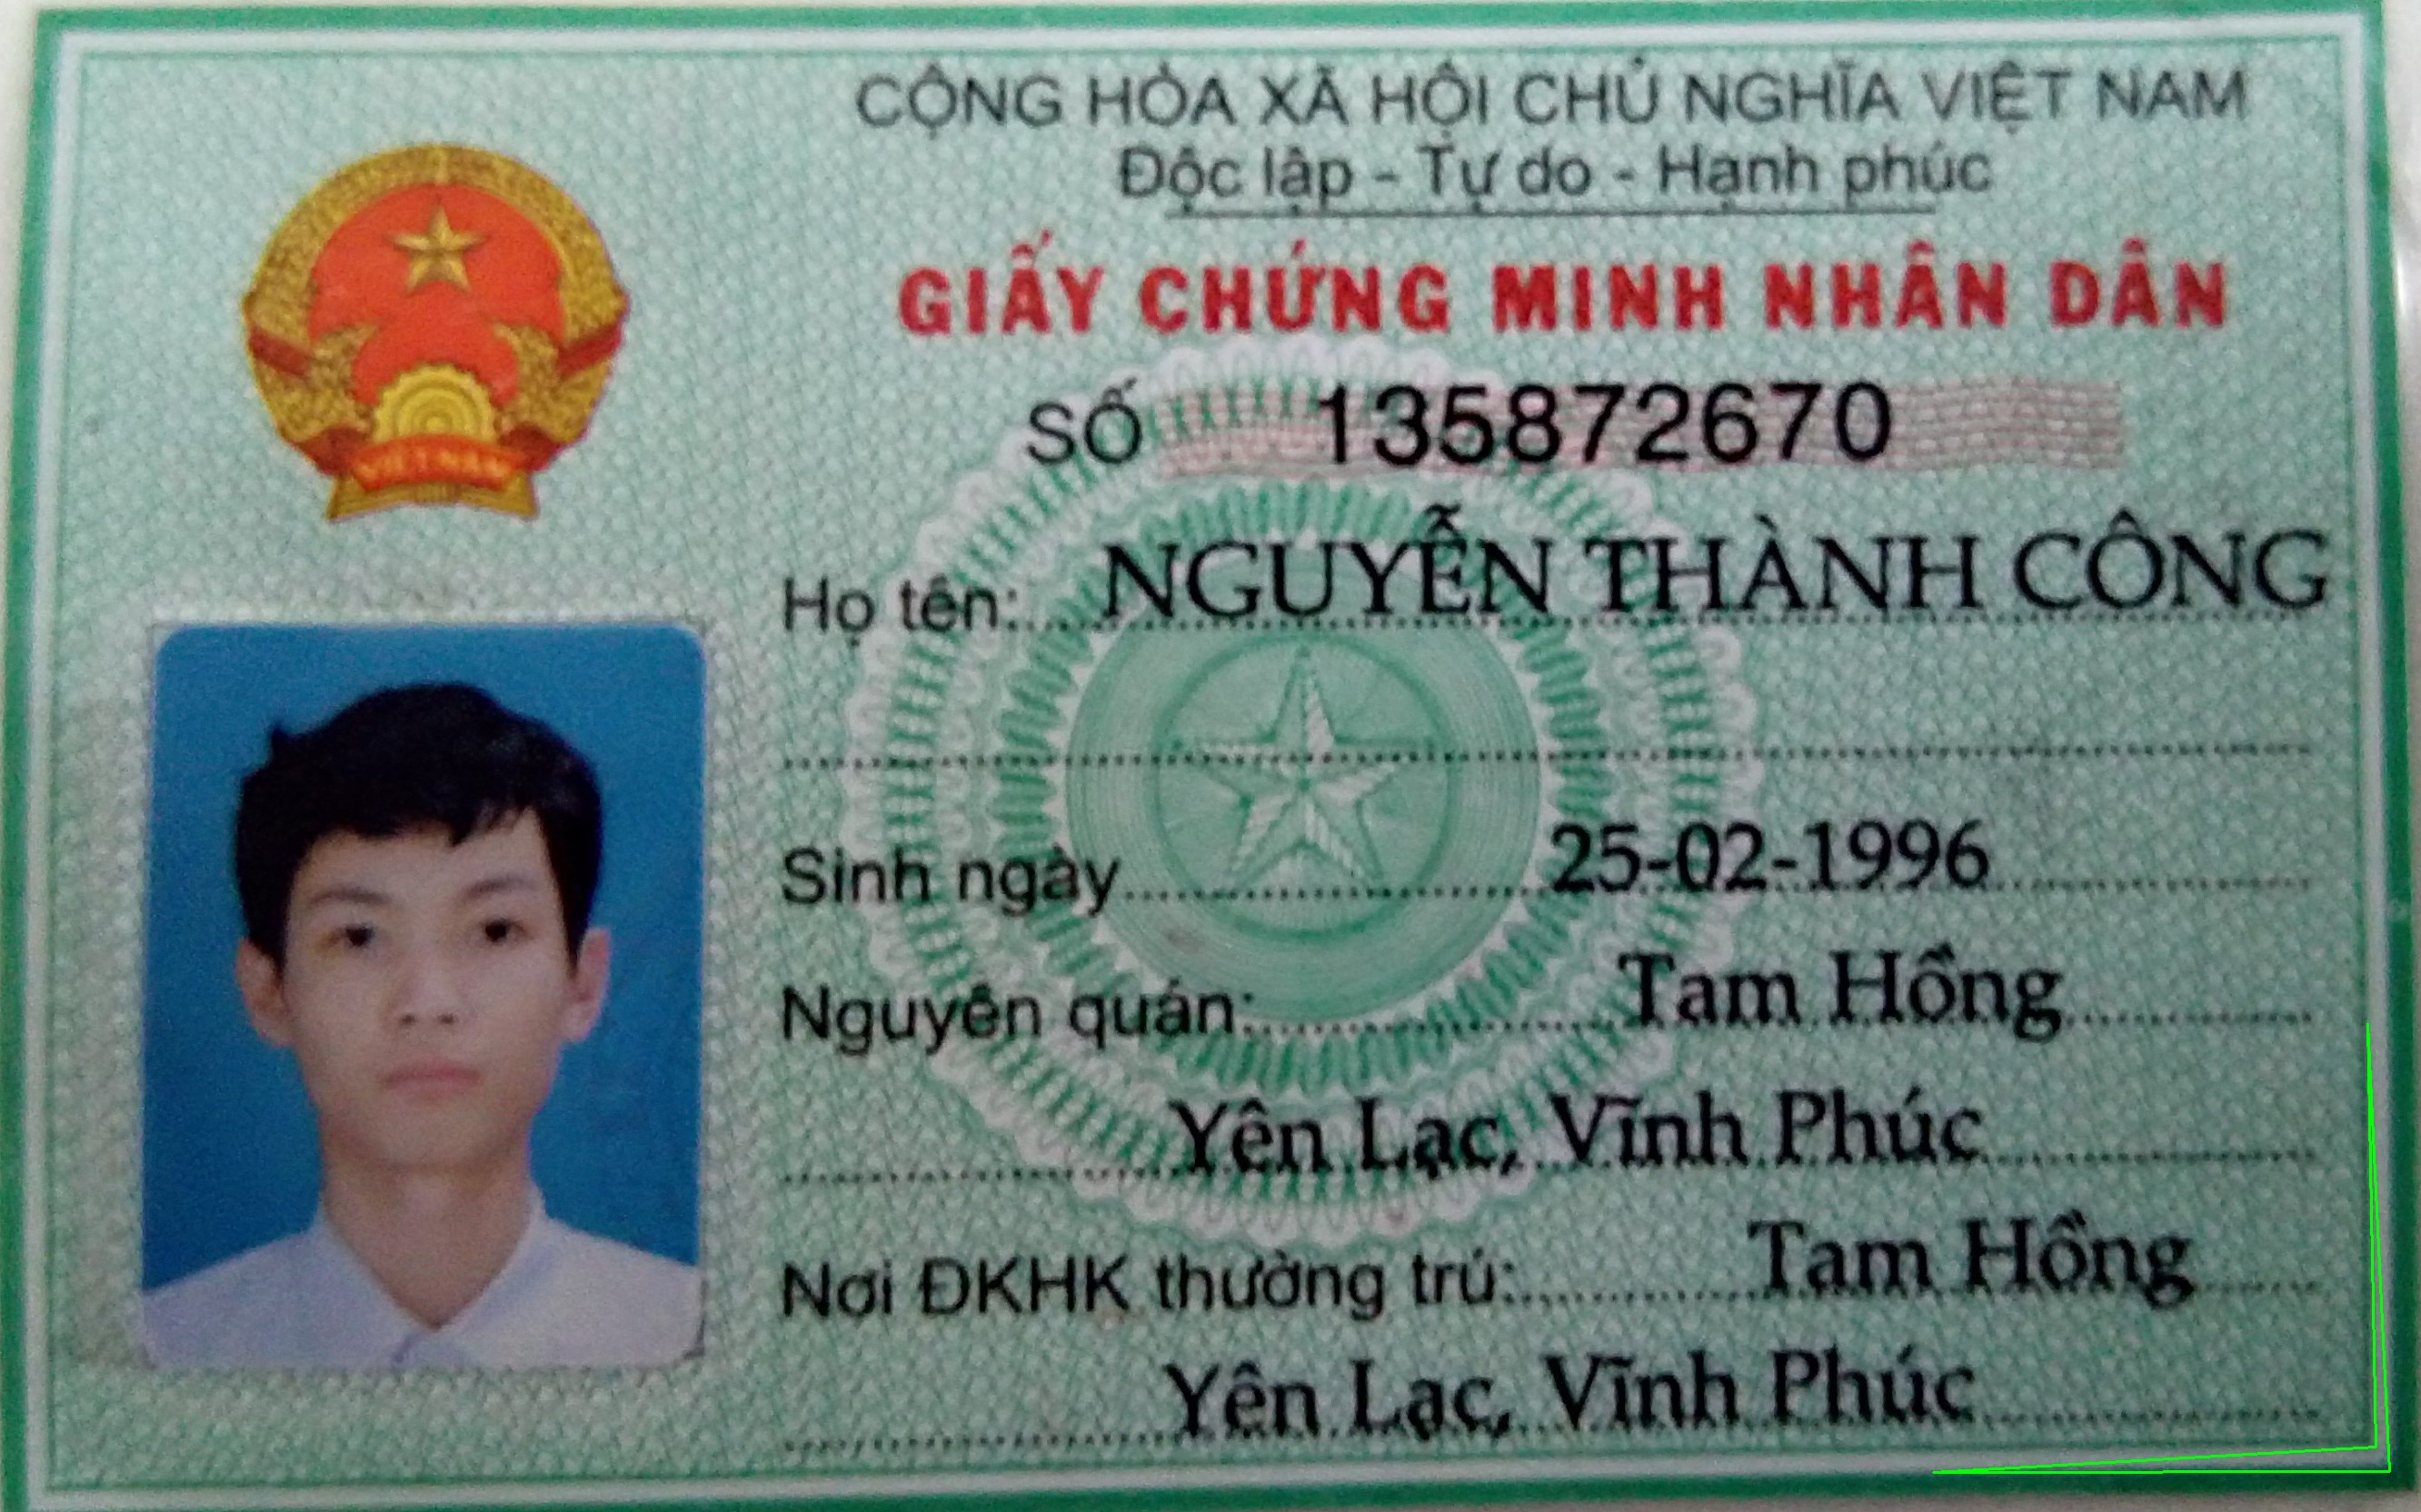 CỘNG HÒA XÃ HỘI CHỦ NGHĨA VIỆT NAM
Độc lập - Tự do - Hạnh phúc
GIẤY CHỨNG MINH NHÂN DÂN
SỐ 135872670
VIỆT NAM
Họ tên: NGUYỄN THÀNH CÔNG
Sinh ngày 25-02-1996
Nguyên quán: Tam Hồng
Yên Lạc, Vĩnh Phúc
Nơi ĐKHK thường trú: Tam Hồng
Yên Lạc, Vĩnh Phúc